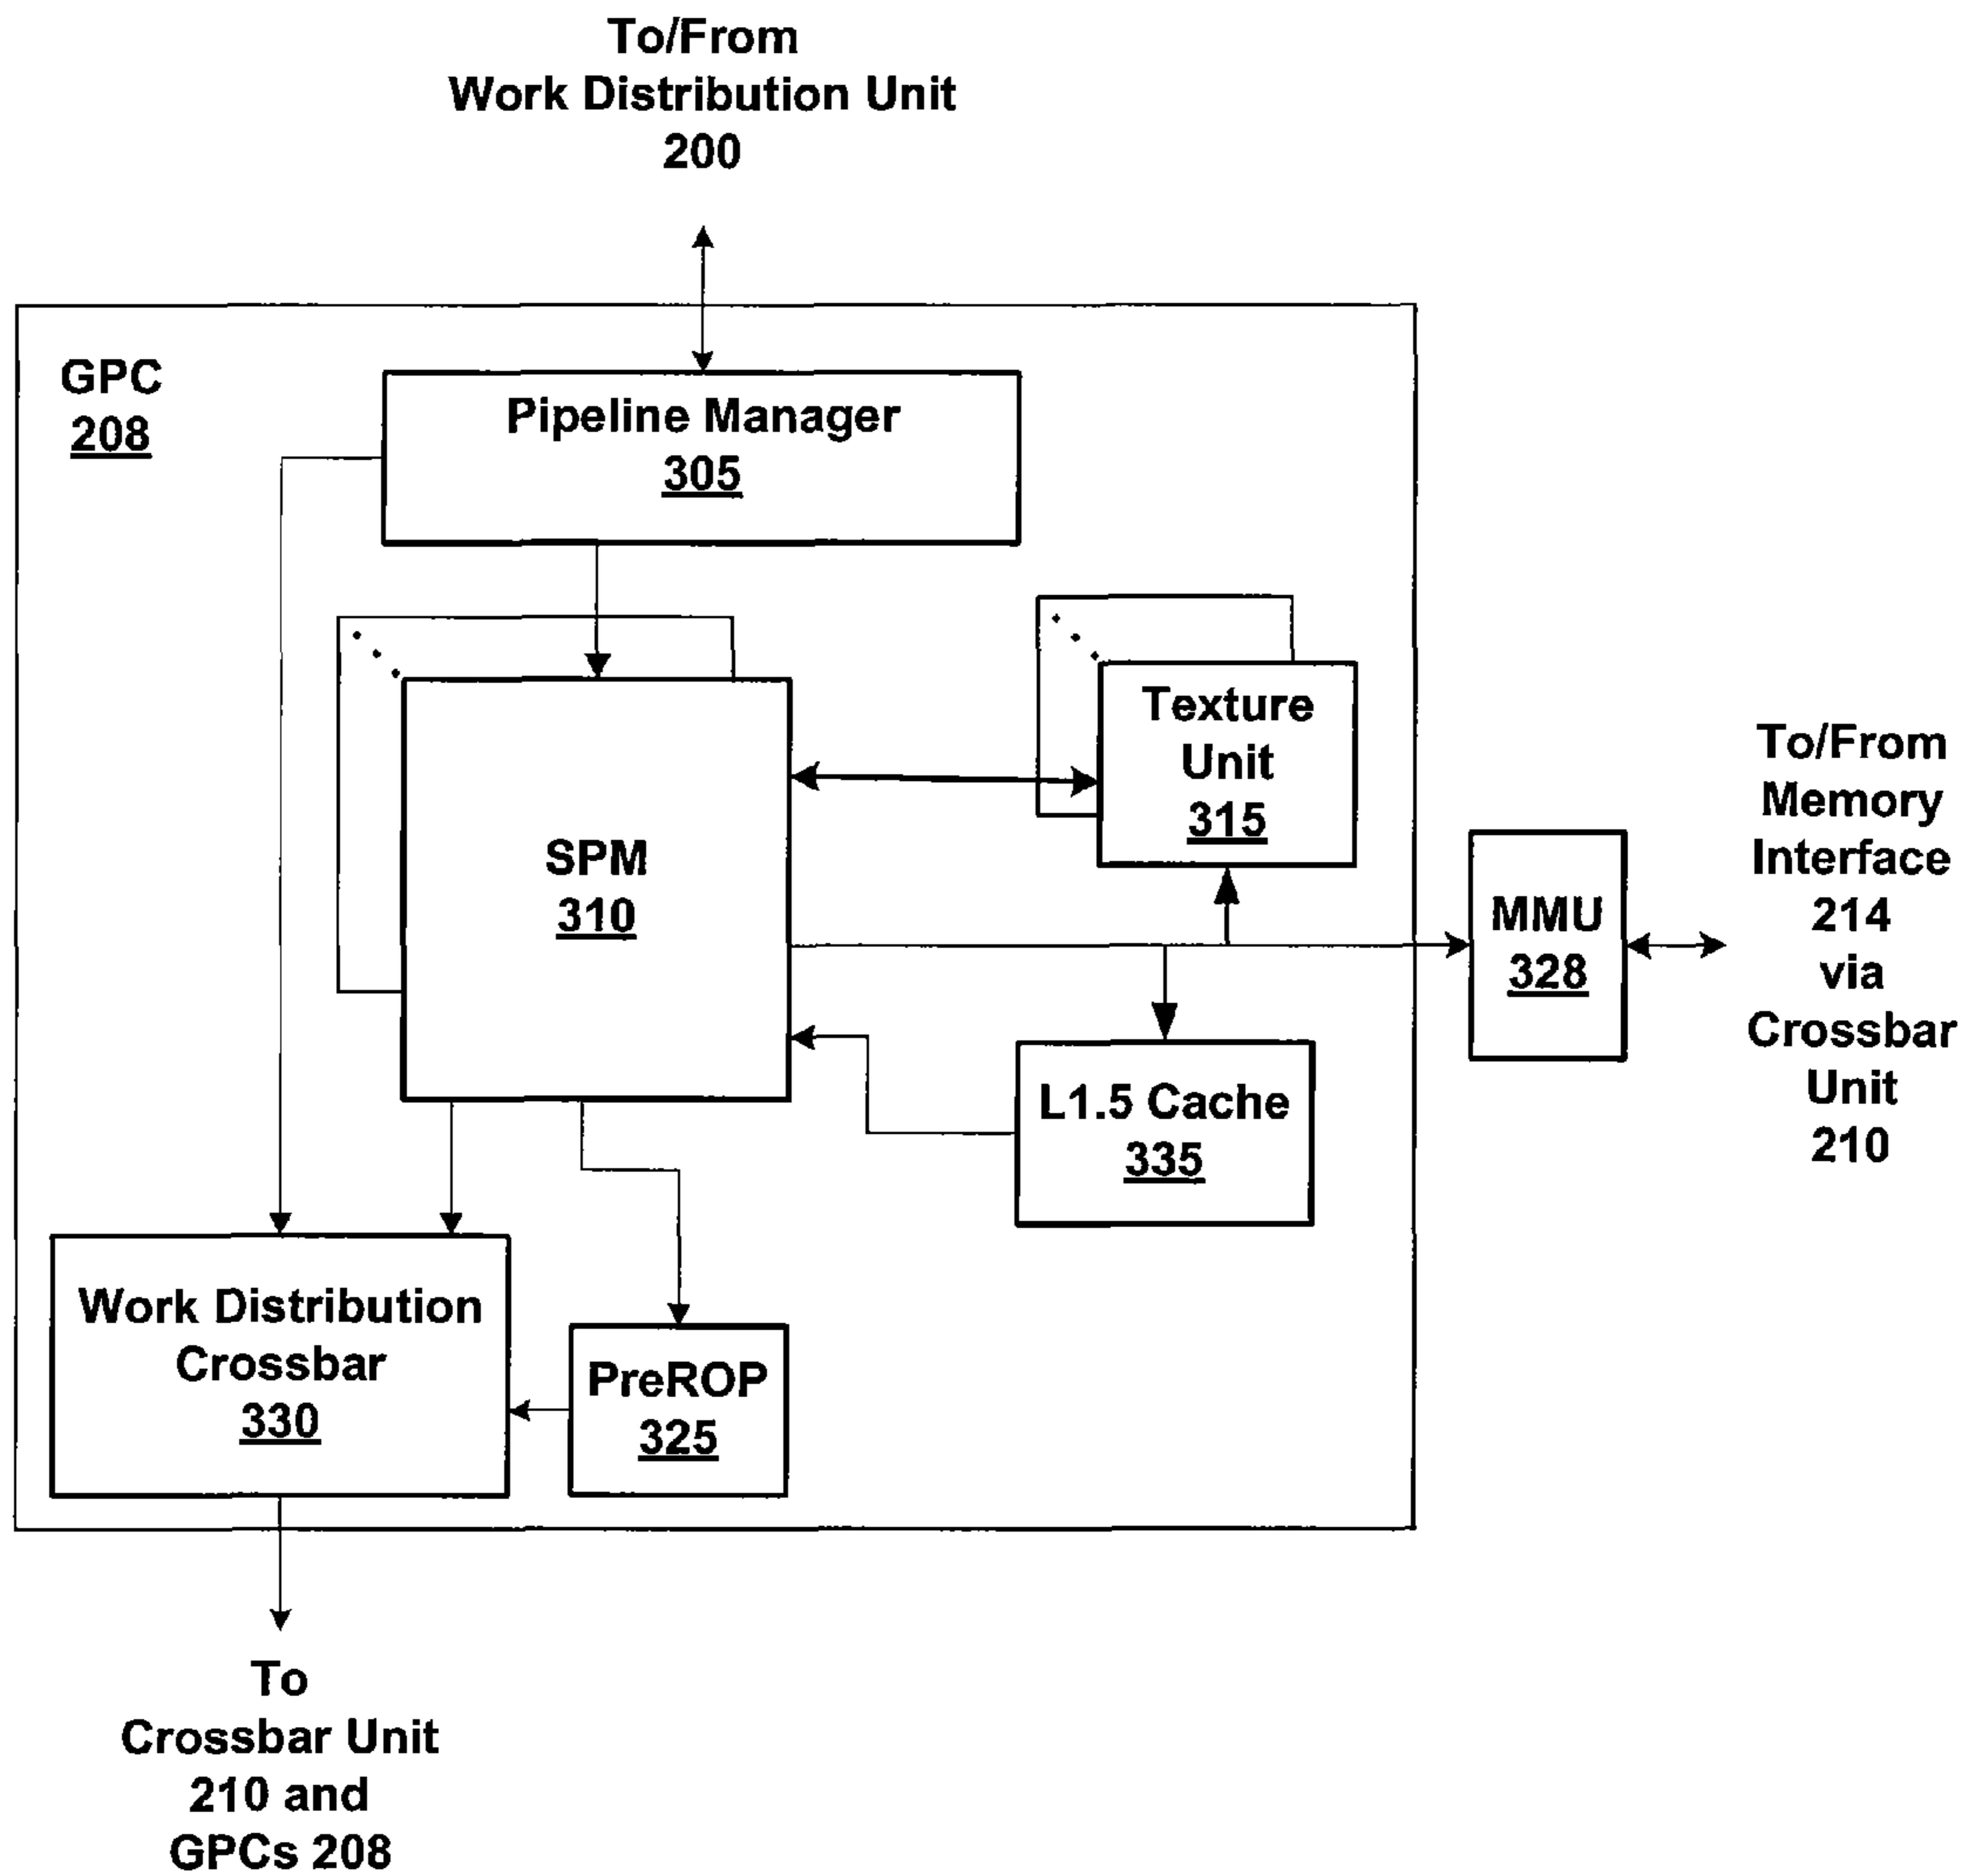 To/From
Work Distribution Unit
200
GPC
208
Pipeline Manager
305
Texture
Unit
315
SPM
310
To/From
Memory
Interface
214
via
Crossbar
Unit
210
MMU
328
L1.5 Cache
335
Work Distribution
Crossbar
330
PreROP
325
To
Crossbar Unit
210 and
GPCs 208